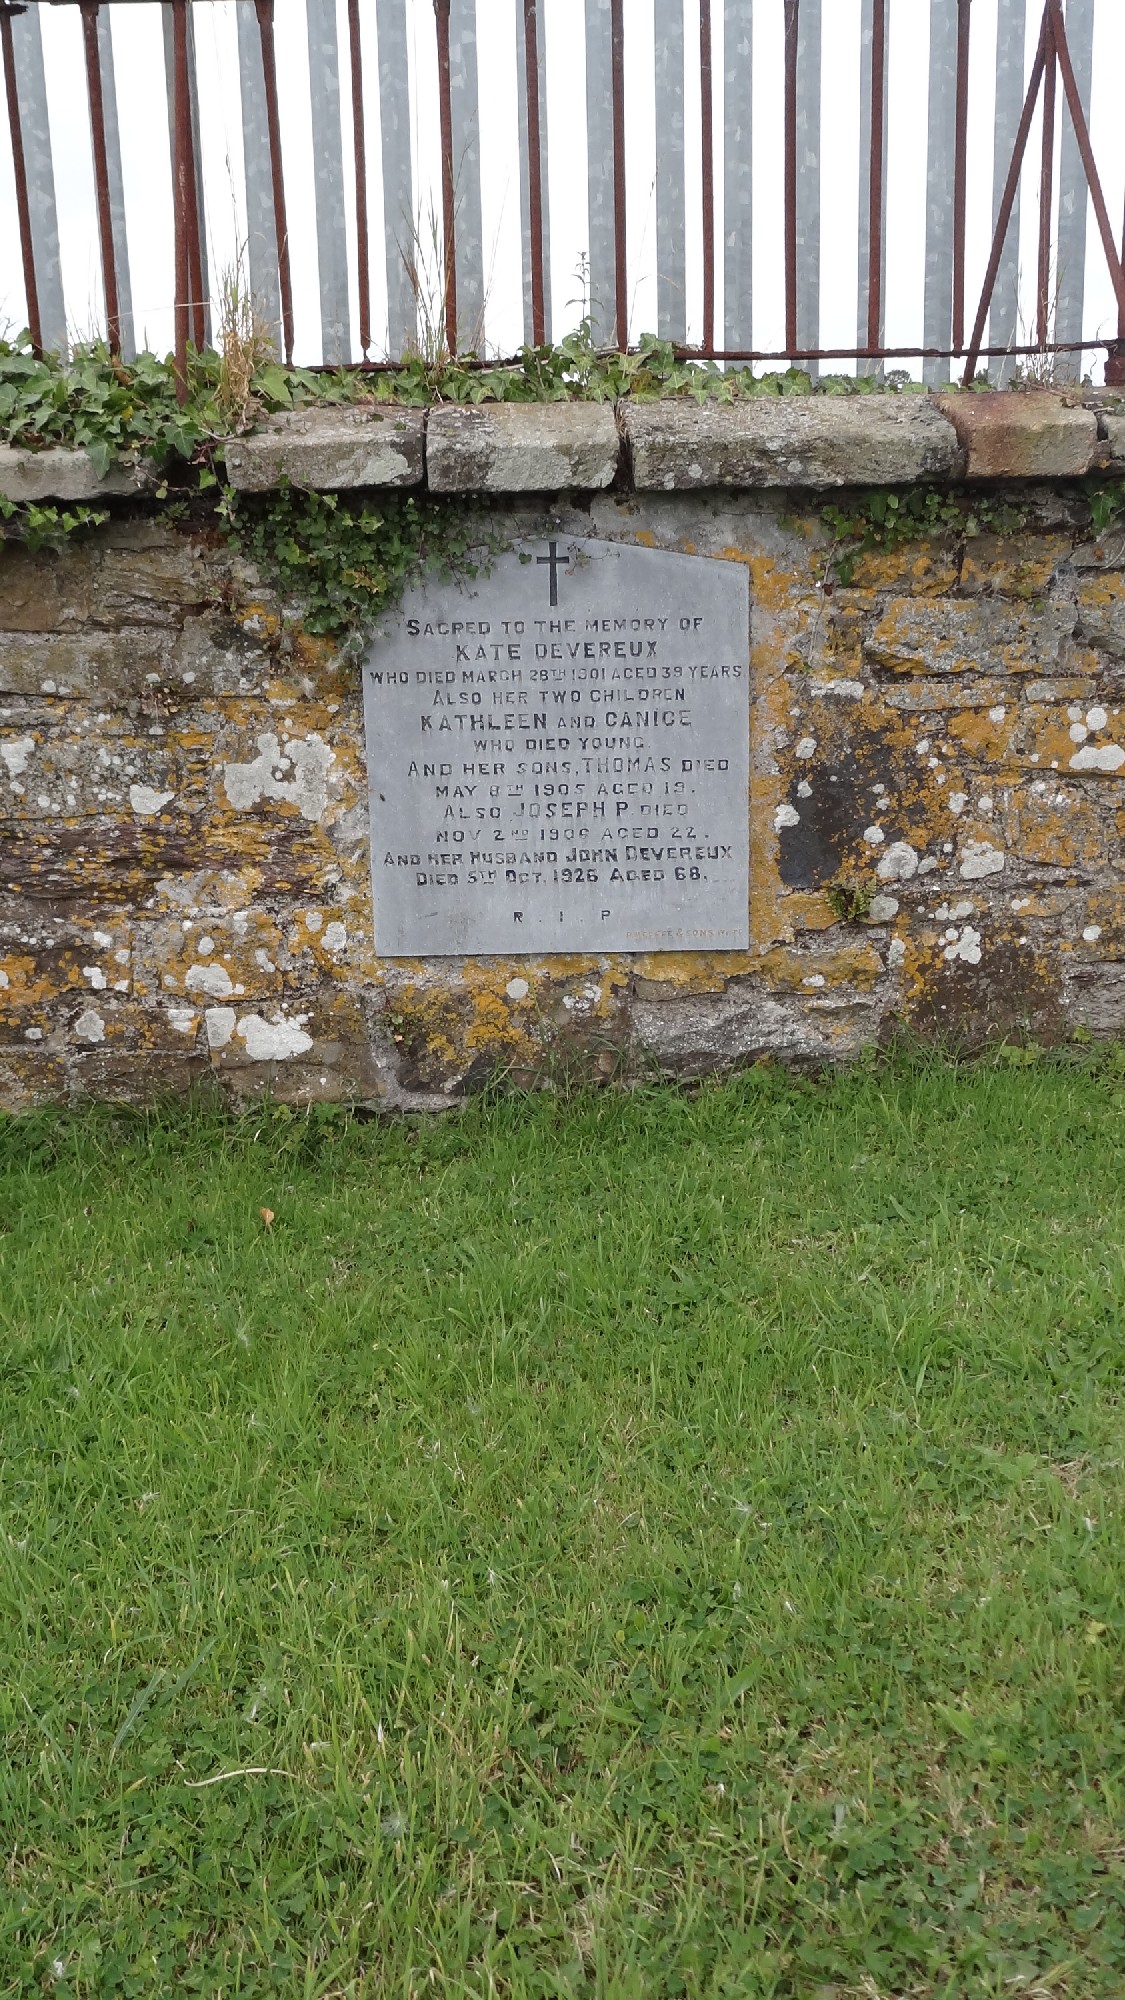 SACRED TO THE MEMORY OF
KATE DEVEREUX
WHO DIED MARCH 28TH 1901 AGED 39 YEARS
ALSO HER TWO CHILDREN
KATHLEEN AND CANICE
WHO DIED YOUNG.
AND HER SONS, THOMAS DIED
MAY 8TH 1905 AGED 19.
ALSO JOSEPH P. DIED
NOV 2ND 1906 AGED 22.
AND HER HUSBAND JOHN DEVEREUX
DIED 5TH OCT. 1926 AGED 68.
R. I. P
& SONS